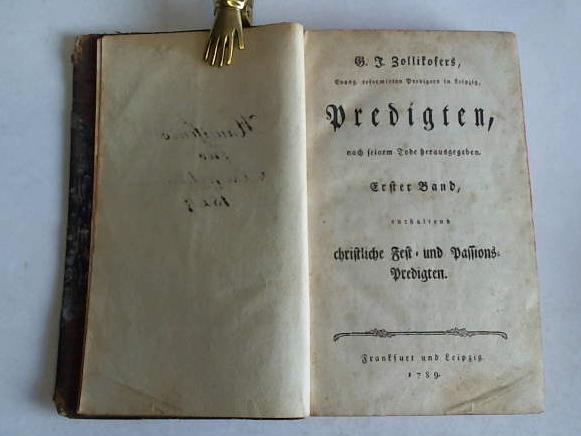 G. J. Zollikofers,
Evang. reformirten Predigers in Leipzig,
Predigten,
nach seinem Tode herausgegeben.
Erster Band,
enthaltend
christliche Fest- und Passions-
Predigten.
Frankfurt und Leipzig
1789.